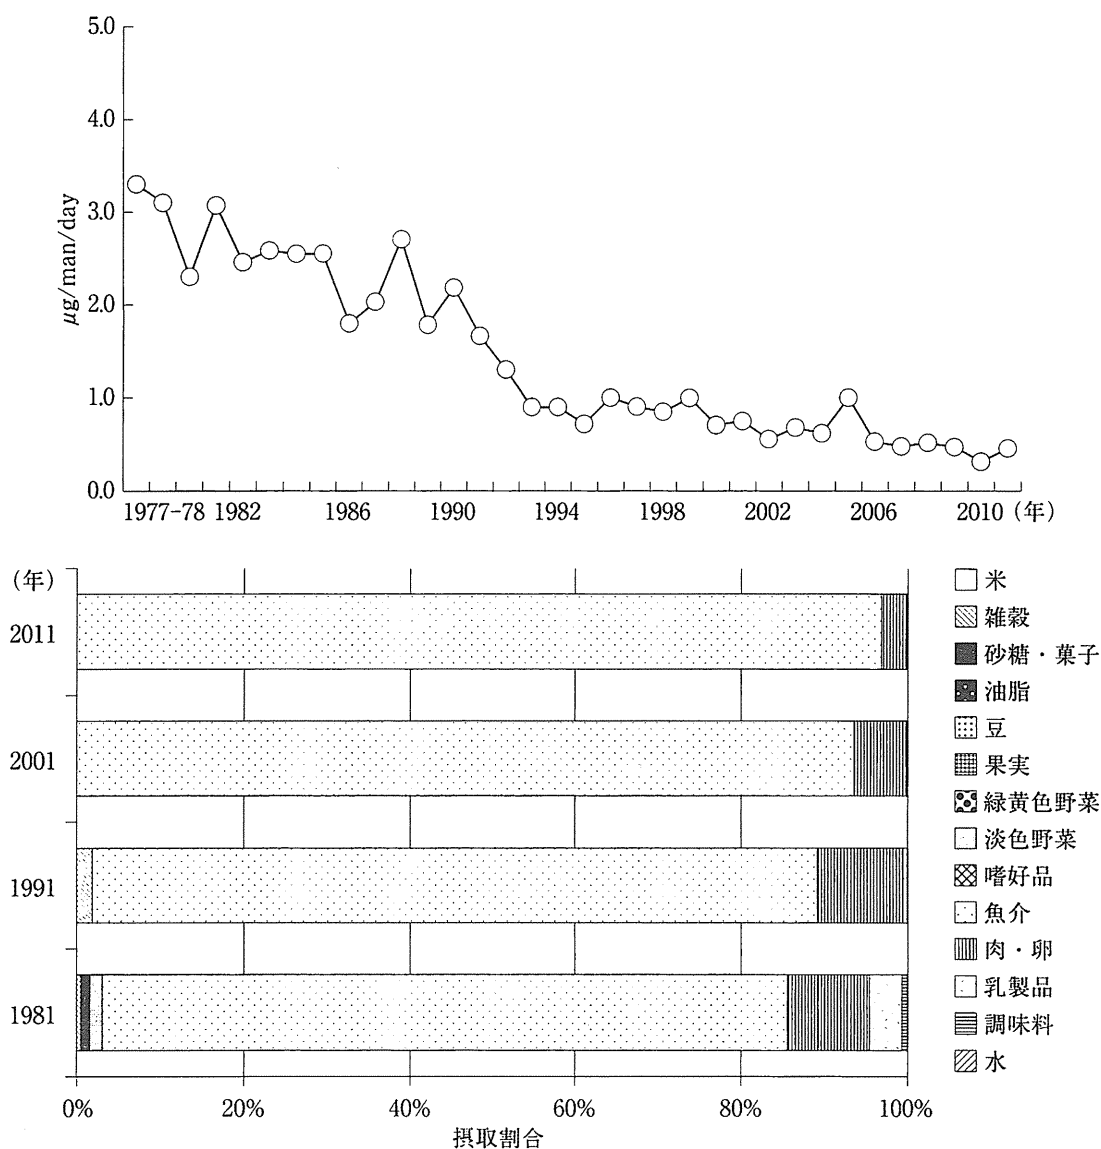 5.0
4.0
3.0
2.0
1.0
0.0
μg/man/day
1977-78 1982 1986 1990 1994 1998 2002 2006 2010 (年)
(年)
2011
2001
1991
1981
0% 20% 40% 60% 80% 100%
摂取割合
米
雑穀
砂糖・菓子
油脂
豆
果実
緑黄色野菜
淡色野菜
嗜好品
魚介
肉・卵
乳製品
調味料
水